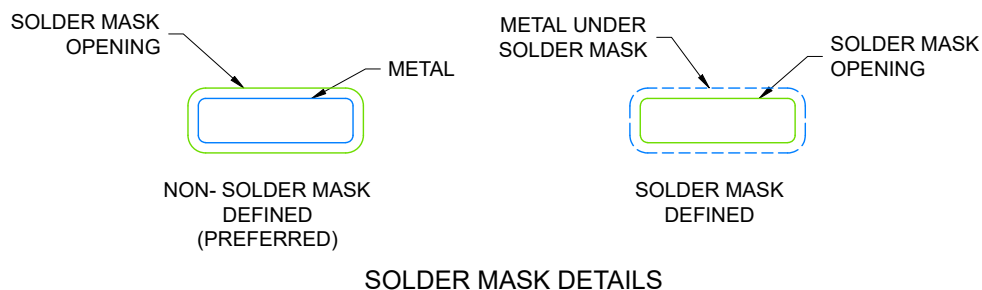 SOLDER MASK
OPENING
METAL
NON- SOLDER MASK
DEFINED
(PREFERRED)
METAL UNDER
SOLDER MASK
SOLDER MASK
OPENING
SOLDER MASK
DEFINED
SOLDER MASK DETAILS